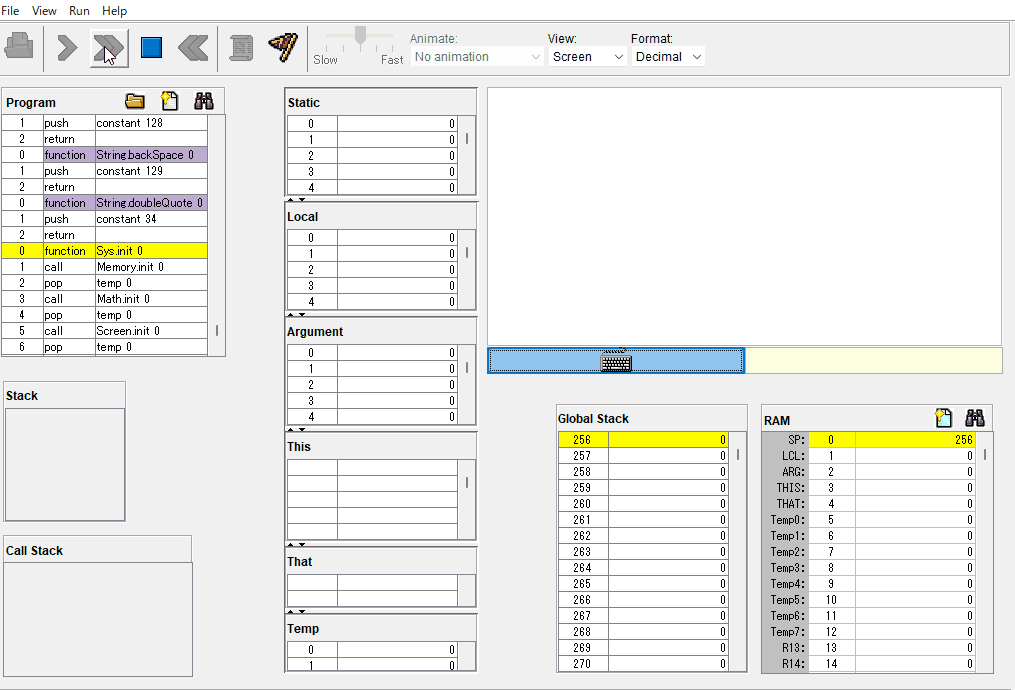 File View Run Help
Animate: View: Format:
Slow Fast No animation Screen Decimal
Program
1 push constant 128
2 return
0 function String.backSpace 0
1 push constant 129
2 return
0 function String.doubleQuote 0
1 push constant 34
2 return
0 function Sys.init 0
1 call Memory.init 0
2 pop temp 0
3 call Math.init 0
4 pop temp 0
5 call Screen.init 0
6 pop temp 0
Stack
Call Stack
Static
0 0
1 0
2 0
3 0
4 0
Local
0 0
1 0
2 0
3 0
4 0
Argument
0 0
1 0
2 0
3 0
4 0
This
That
Temp
0 0
1 0
Global Stack
256 0
257 0
258 0
259 0
260 0
261 0
262 0
263 0
264 0
265 0
266 0
267 0
268 0
269 0
270 0
RAM
SP: 0 256
LCL: 1 0
ARG: 2 0
THIS: 3 0
THAT: 4 0
Temp0: 5 0
Temp1: 6 0
Temp2: 7 0
Temp3: 8 0
Temp4: 9 0
Temp5: 10 0
Temp6: 11 0
Temp7: 12 0
R13: 13 0
R14: 14 0